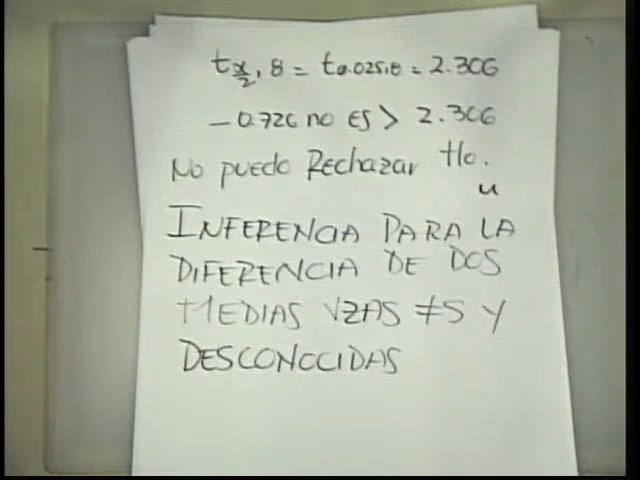 tα/2, 8 = t0.025,8 = 2.306
-0.726 no es > 2.306
No puedo Rechazar Ho.
INFERENCIA PARA LA
DIFERENCIA DE DOS
MEDIAS VZAS ≠S Y
DESCONOCIDAS